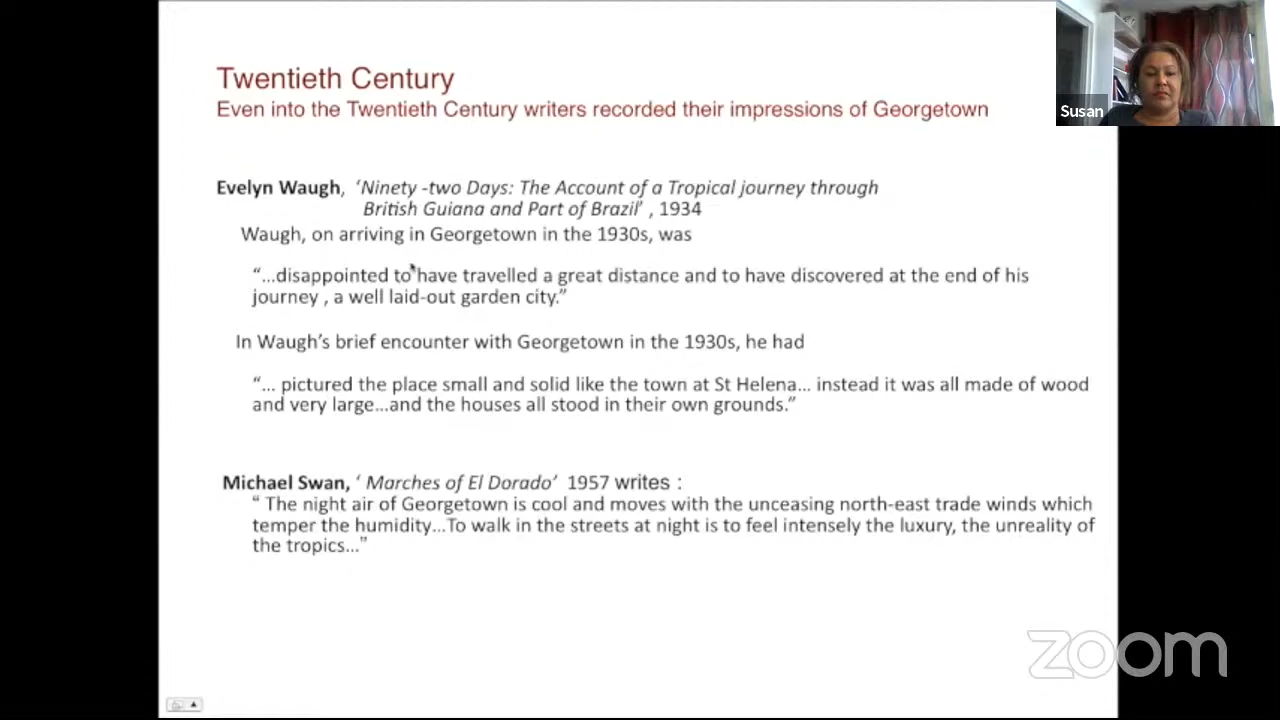 Twentieth Century
Even into the Twentieth Century writers recorded their impressions of Georgetown
Susan
Evelyn Waugh, ‘Ninety -two Days: The Account of a Tropical journey through
British Guiana and Part of Brazil’ , 1934
Waugh, on arriving in Georgetown in the 1930s, was
“...disappointed to have travelled a great distance and to have discovered at the end of his
journey , a well laid-out garden city.”
In Waugh’s brief encounter with Georgetown in the 1930s, he had
“... pictured the place small and solid like the town at St Helena... instead it was all made of wood
and very large...and the houses all stood in their own grounds.”
Michael Swan, ‘ Marches of El Dorado’ 1957 writes :
“ The night air of Georgetown is cool and moves with the unceasing north-east trade winds which
temper the humidity...To walk in the streets at night is to feel intensely the luxury, the unreality of
the tropics...”
zoom